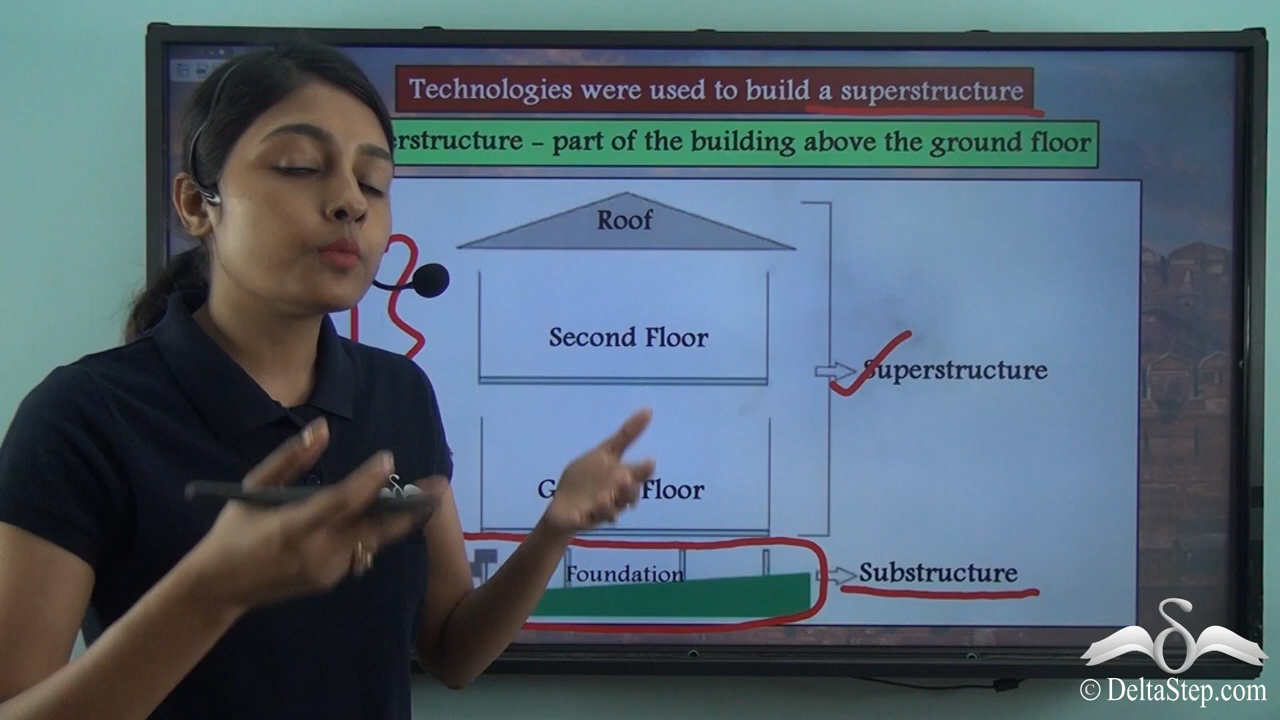 Technologies were used to build a superstructure
erstructure – part of the building above the ground floor
Roof
Second Floor
Superstructure
G Floor
Foundation
Substructure
© DeltaStep.com